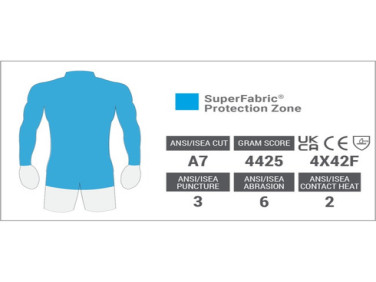 SuperFabric®
Protection Zone
ANSI/ISEA CUT GRAM SCORE UK CA CE
A7 4425 4X42F
ANSI/ISEA PUNCTURE ANSI/ISEA ABRASION ANSI/ISEA CONTACT HEAT
3 6 2